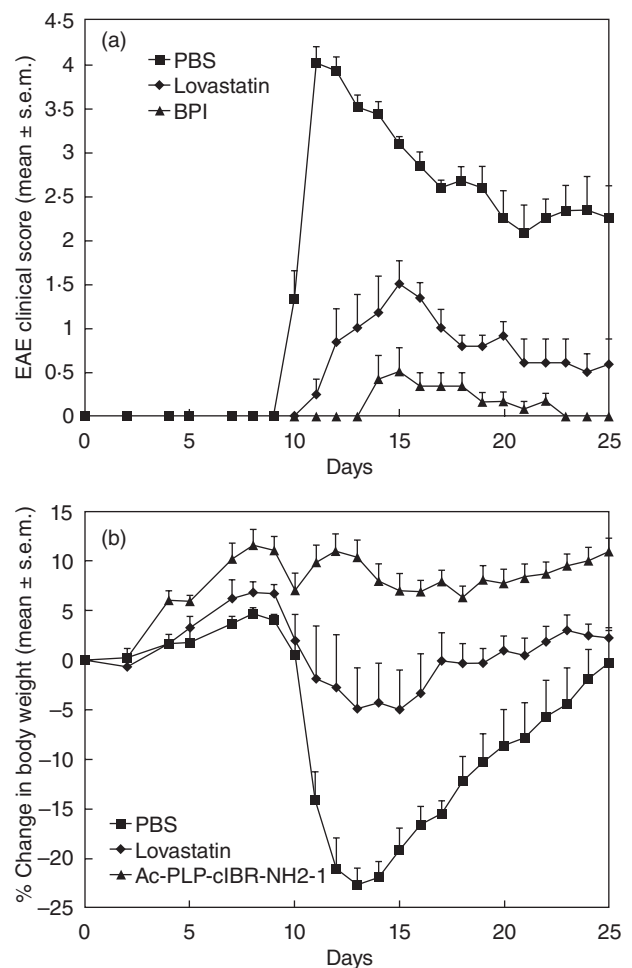 (a)
PBS
Lovastatin
BPI
EAE clinical score (mean ± s.e.m.)
4·5
4
3·5
3
2·5
2
1·5
1
0·5
0
0 5 10 15 20 25
Days
(b)
% Change in body weight (mean ± s.e.m.)
15
10
5
0
–5
–10
–15
–20
–25
PBS
Lovastatin
Ac-PLP-cIBR-NH2-1
0 5 10 15 20 25
Days